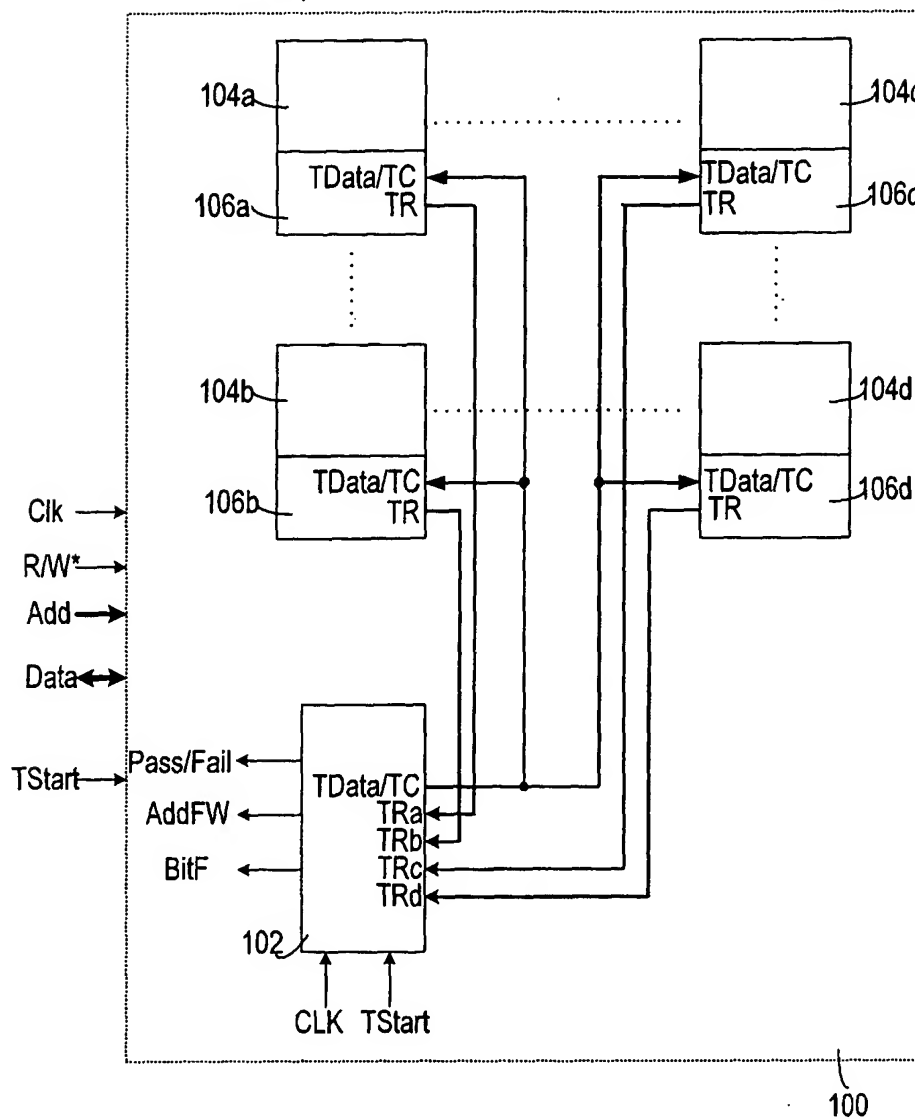 104a
104c
TData/TC
TR
106a
TData/TC
TR
106c
104b
104d
TData/TC
TR
106b
TData/TC
TR
106d
Clk
R/W*
Add
Data
TStart
Pass/Fail
AddFW
BitF
TData/TC
TRa
TRb
TRc
TRd
102
CLK TStart
100